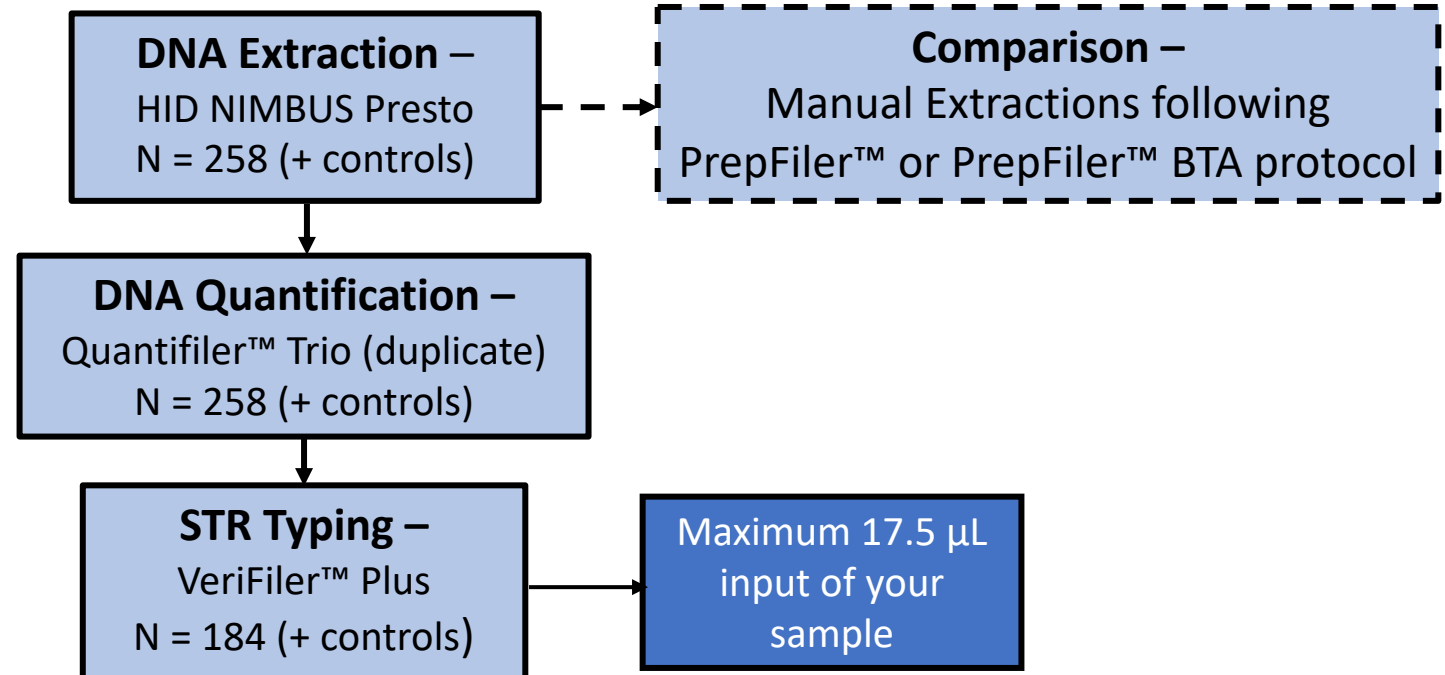 DNA Extraction –
HID NIMBUS Presto
N = 258 (+ controls)
Comparison –
Manual Extractions following
PrepFiler™ or PrepFiler™ BTA protocol
DNA Quantification –
Quantifiler™ Trio (duplicate)
N = 258 (+ controls)
STR Typing –
VeriFiler™ Plus
N = 184 (+ controls)
Maximum 17.5 µL
input of your
sample